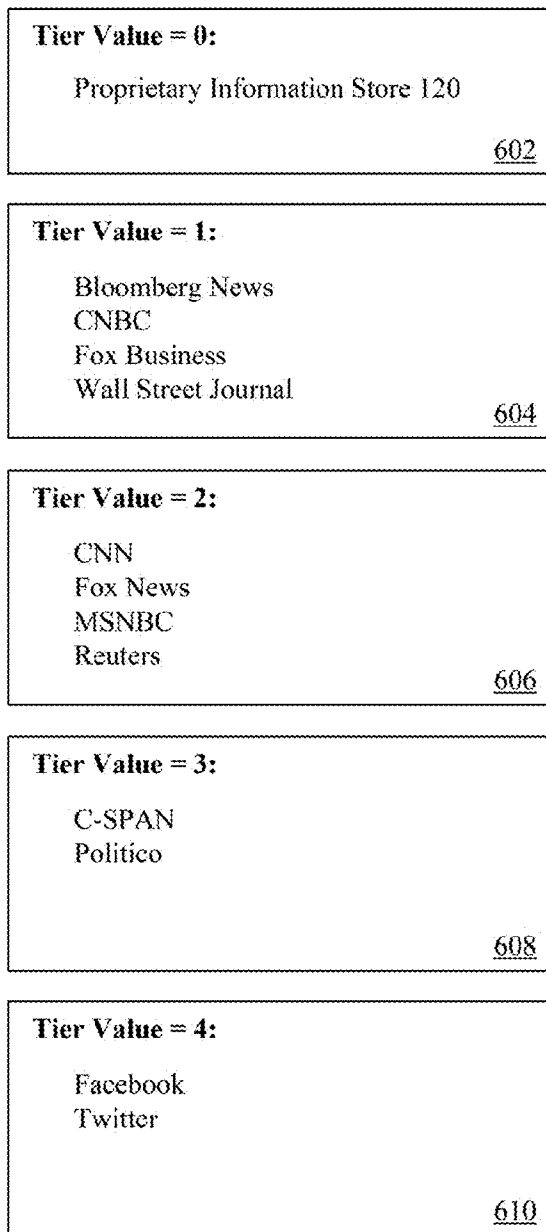 Tier Value = 0:
Proprietary Information Store 120
602
Tier Value = 1:
Bloomberg News
CNBC
Fox Business
Wall Street Journal
604
Tier Value = 2:
CNN
Fox News
MSNBC
Reuters
606
Tier Value = 3:
C-SPAN
Politico
608
Tier Value = 4:
Facebook
Twitter
610